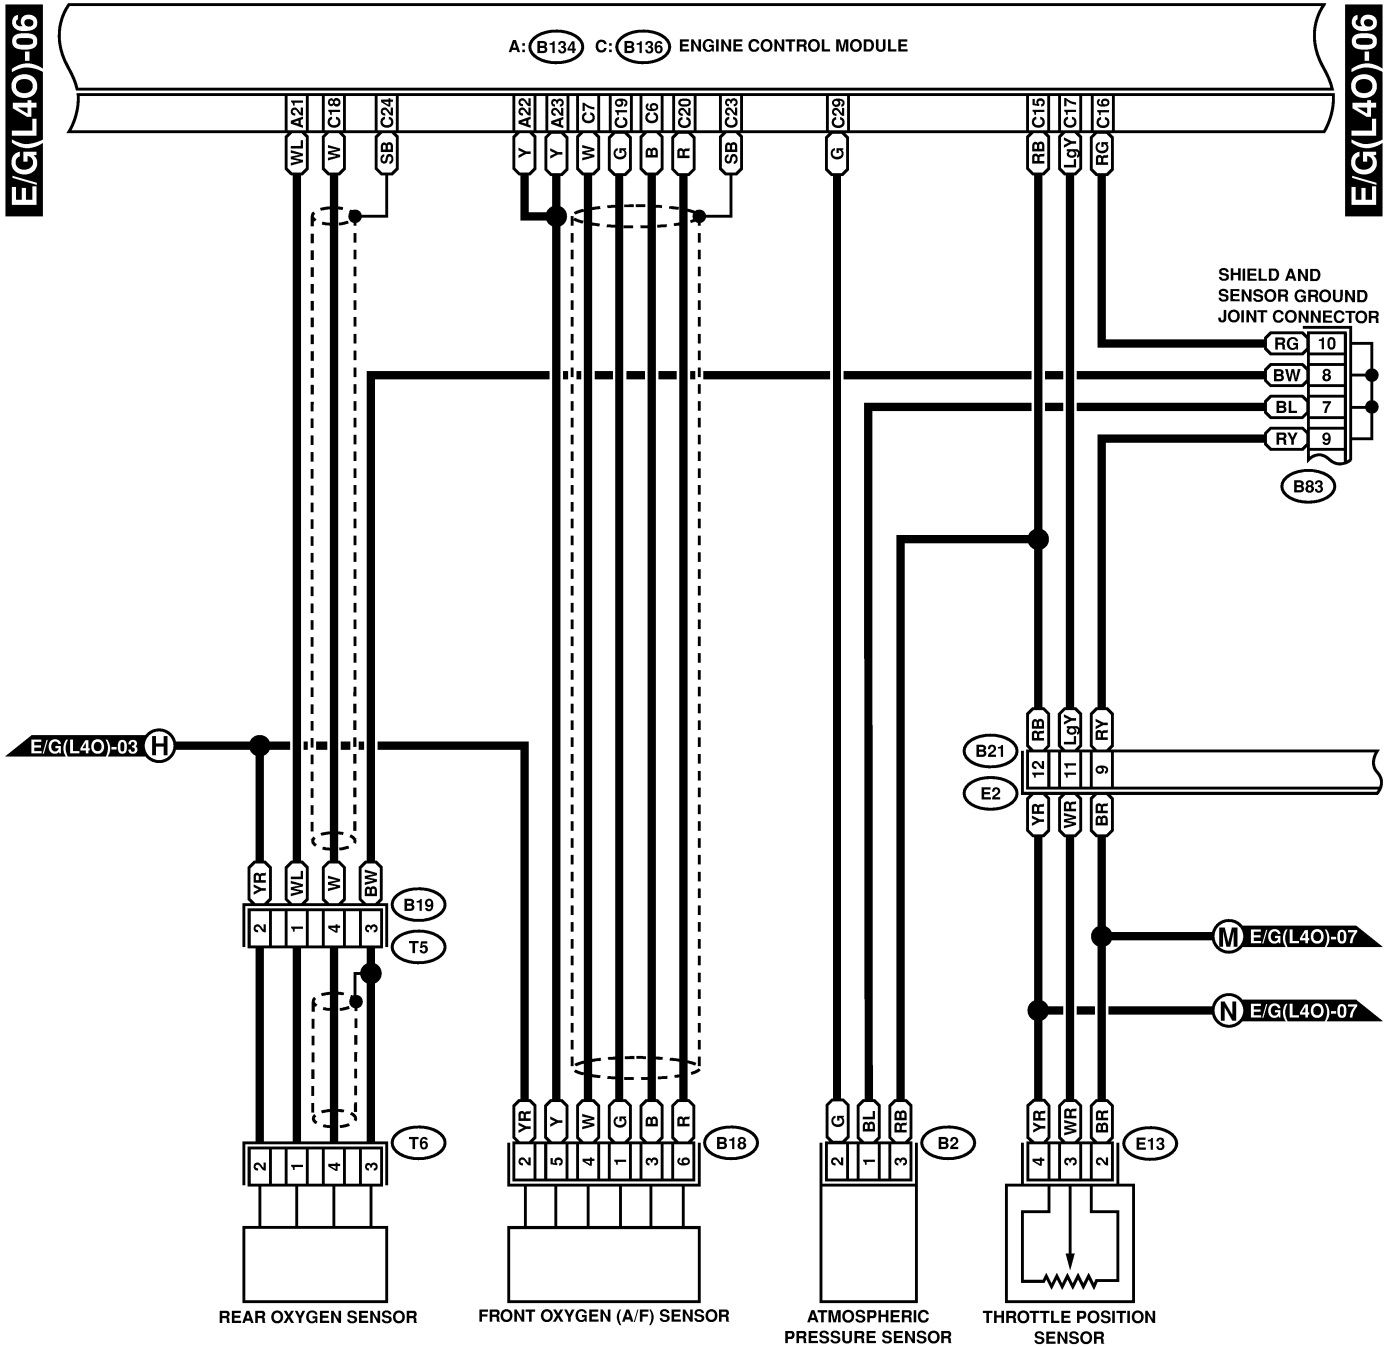 E/G(L4O)-06
E/G(L4O)-06
A: B134 C: B136 ENGINE CONTROL MODULE
A21 C18 C24 A22 A23 C7 C19 C6 C20 C23 C29 C15 C17 C16
WL W SB Y Y W G B R SB G RB LgY RG
SHIELD AND
SENSOR GROUND
JOINT CONNECTOR
RG 10
BW 8
BL 7
RY 9
B83
RB LgY RY
E/G(L4O)-03 H
B21
12 11 9
E2
YR WR BR
YR WL W BW
B19
2 1 4 3
T5
M E/G(L4O)-07
N E/G(L4O)-07
YR Y W G B R
G BL RB
YR WR BR
T6
B18
B2
E13
2 1 4 3
2 5 4 1 3 6
2 1 3
4 3 2
REAR OXYGEN SENSOR
FRONT OXYGEN (A/F) SENSOR
ATMOSPHERIC
PRESSURE SENSOR
THROTTLE POSITION
SENSOR